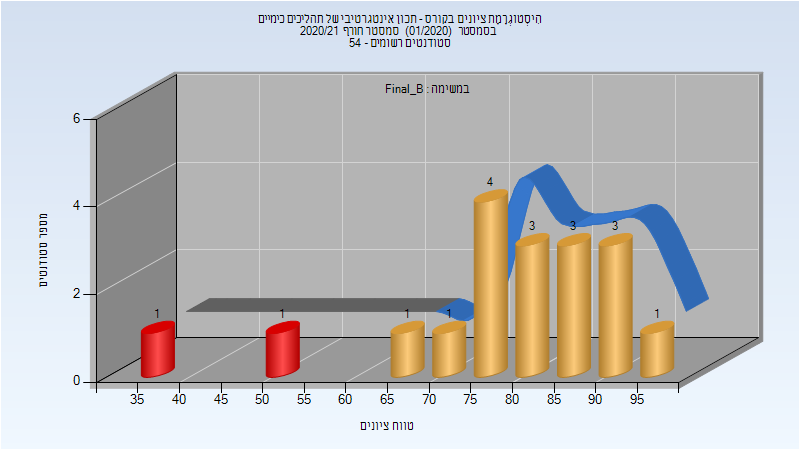 היסטוגרמת ציונים בקורס - תכון אינטגרטיבי של תהליכים כימיים
בסמסטר (01/2020) סמסטר חורף 2020/21
סטודנטים רשומים - 54
במשימה : Final_B
מספר סטודנטים
6
4
2
0
1
1
1
1
4
3
3
3
1
35 40 45 50 55 60 65 70 75 80 85 90 95
טווח ציונים